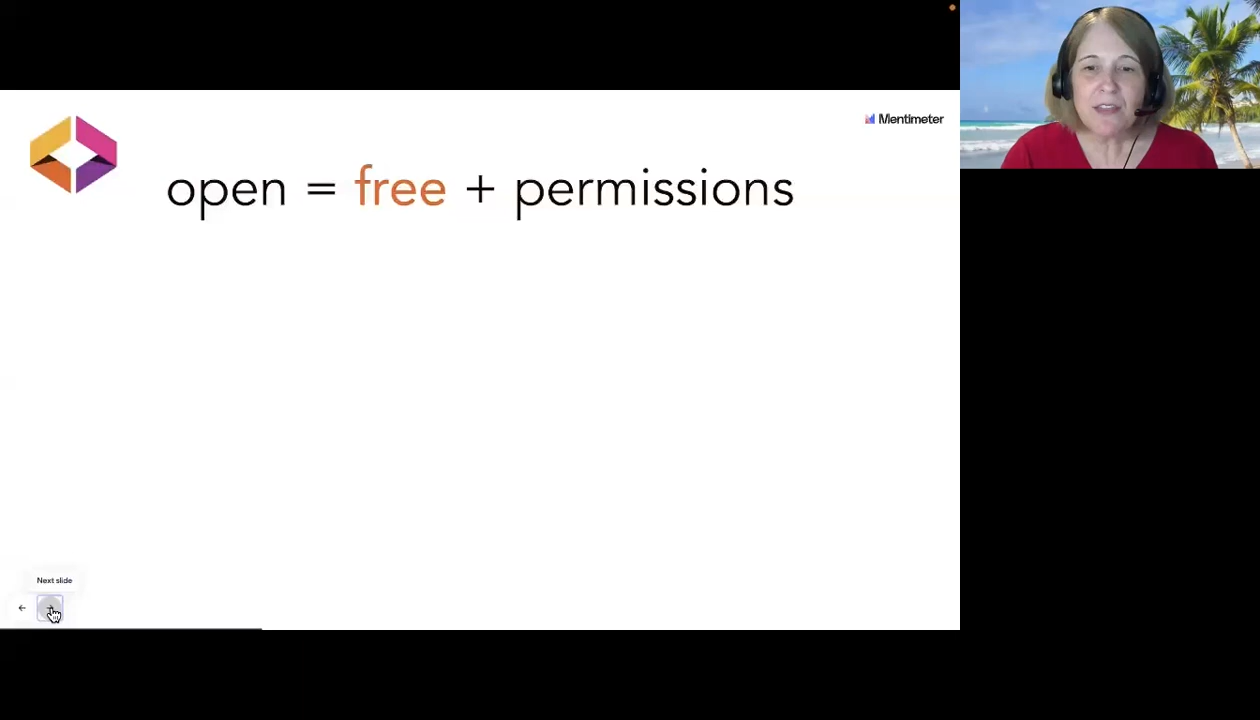 Mentimeter
open = free + permissions
Next slide